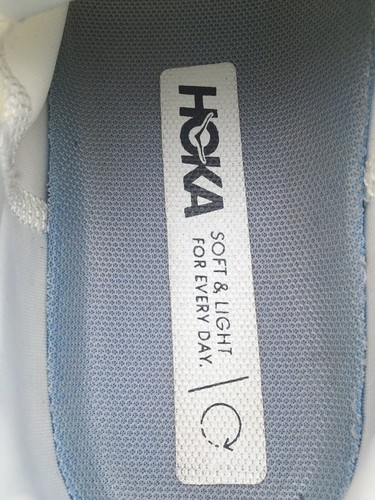 HOKA
SOFT & LIGHT
FOR EVERY DAY.